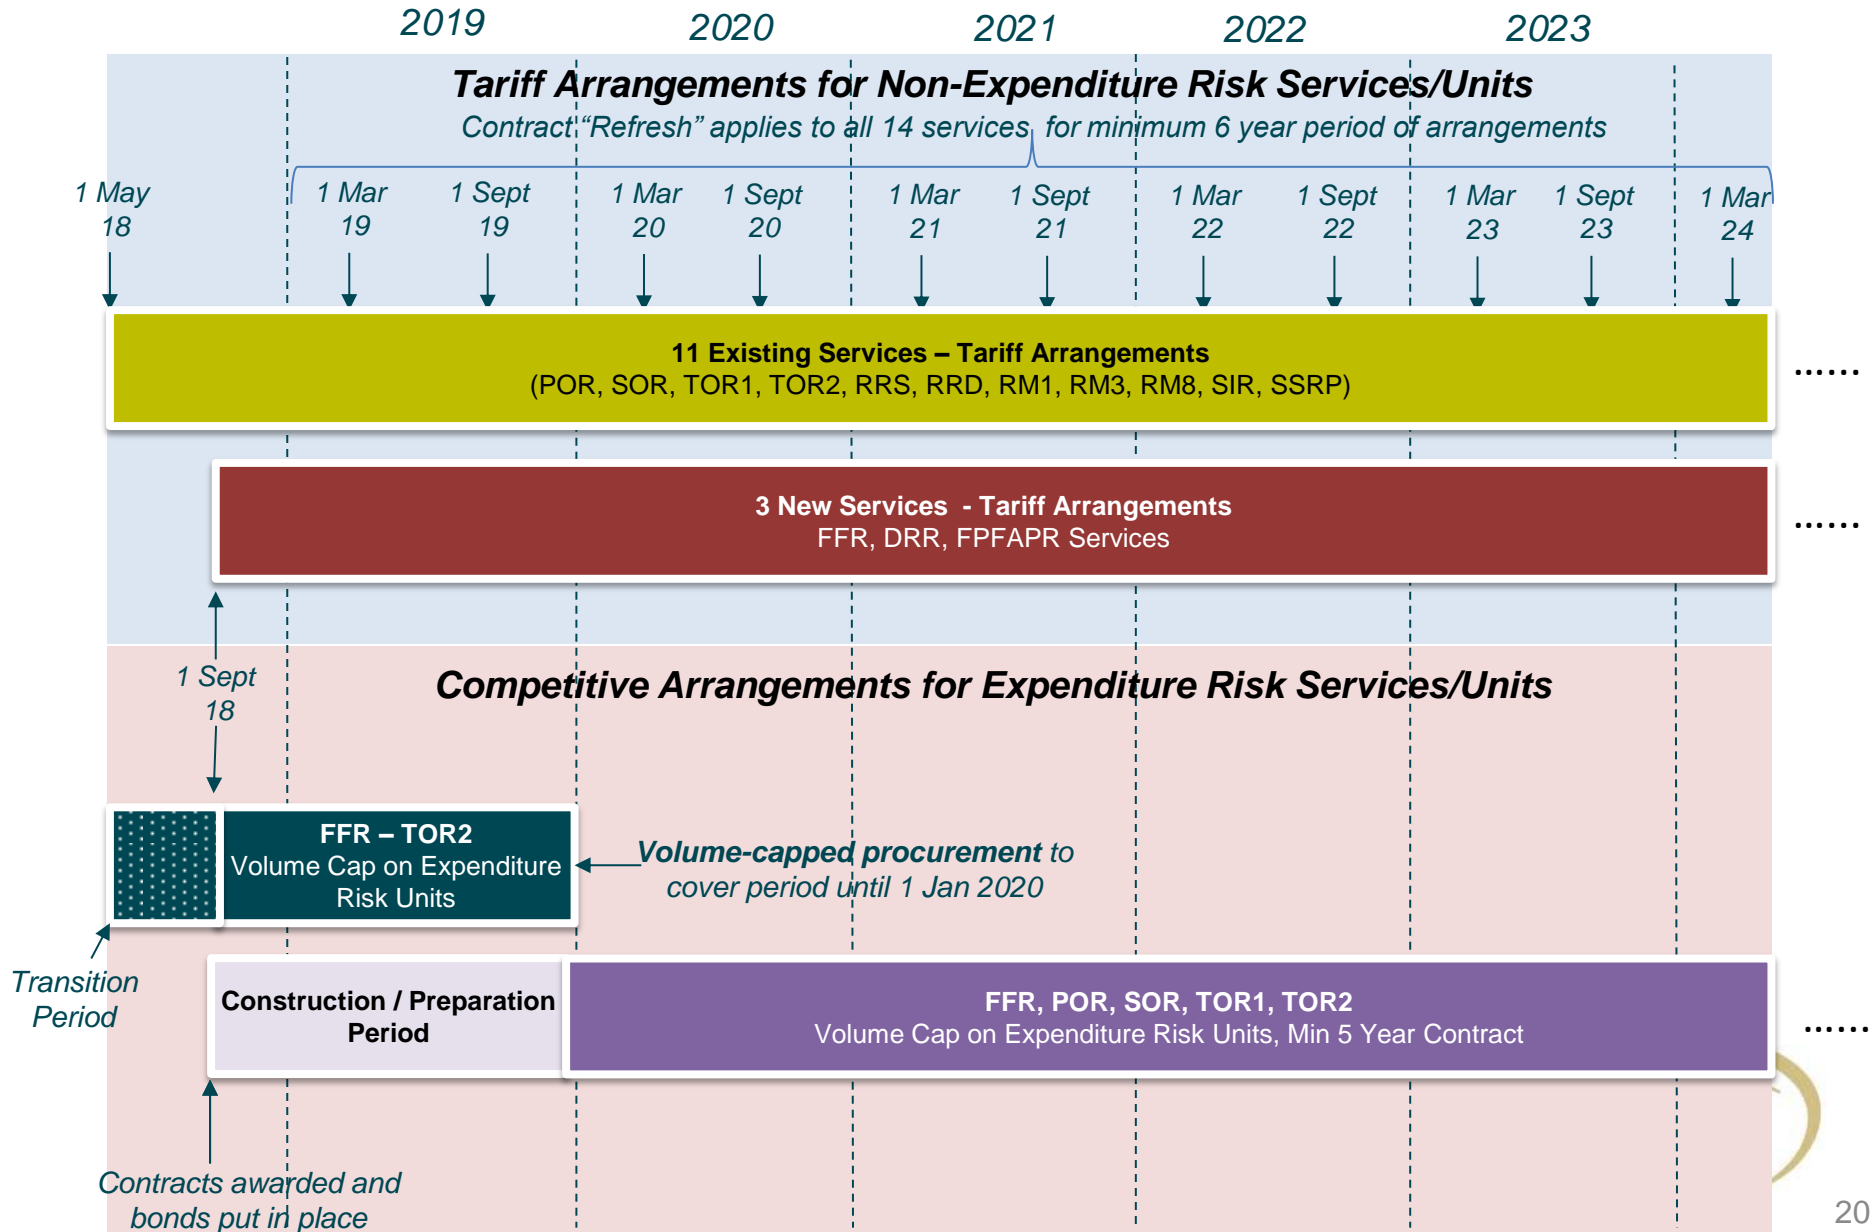 2019 2020 2021 2022 2023
Tariff Arrangements for Non-Expenditure Risk Services/Units
Contract “Refresh” applies to all 14 services for minimum 6 year period of arrangements
1 May 18
1 Mar 19
1 Sept 19
1 Mar 20
1 Sept 20
1 Mar 21
1 Sept 21
1 Mar 22
1 Sept 22
1 Mar 23
1 Sept 23
1 Mar 24
11 Existing Services – Tariff Arrangements
(POR, SOR, TOR1, TOR2, RRS, RRD, RM1, RM3, RM8, SIR, SSRP)
......
3 New Services - Tariff Arrangements
FFR, DRR, FPFAPR Services
......
1 Sept
18
Competitive Arrangements for Expenditure Risk Services/Units
FFR – TOR2
Volume Cap on Expenditure
Risk Units
Volume-capped procurement to
cover period until 1 Jan 2020
Transition
Period
Construction / Preparation
Period
FFR, POR, SOR, TOR1, TOR2
Volume Cap on Expenditure Risk Units, Min 5 Year Contract
......
Contracts awarded and
bonds put in place
20